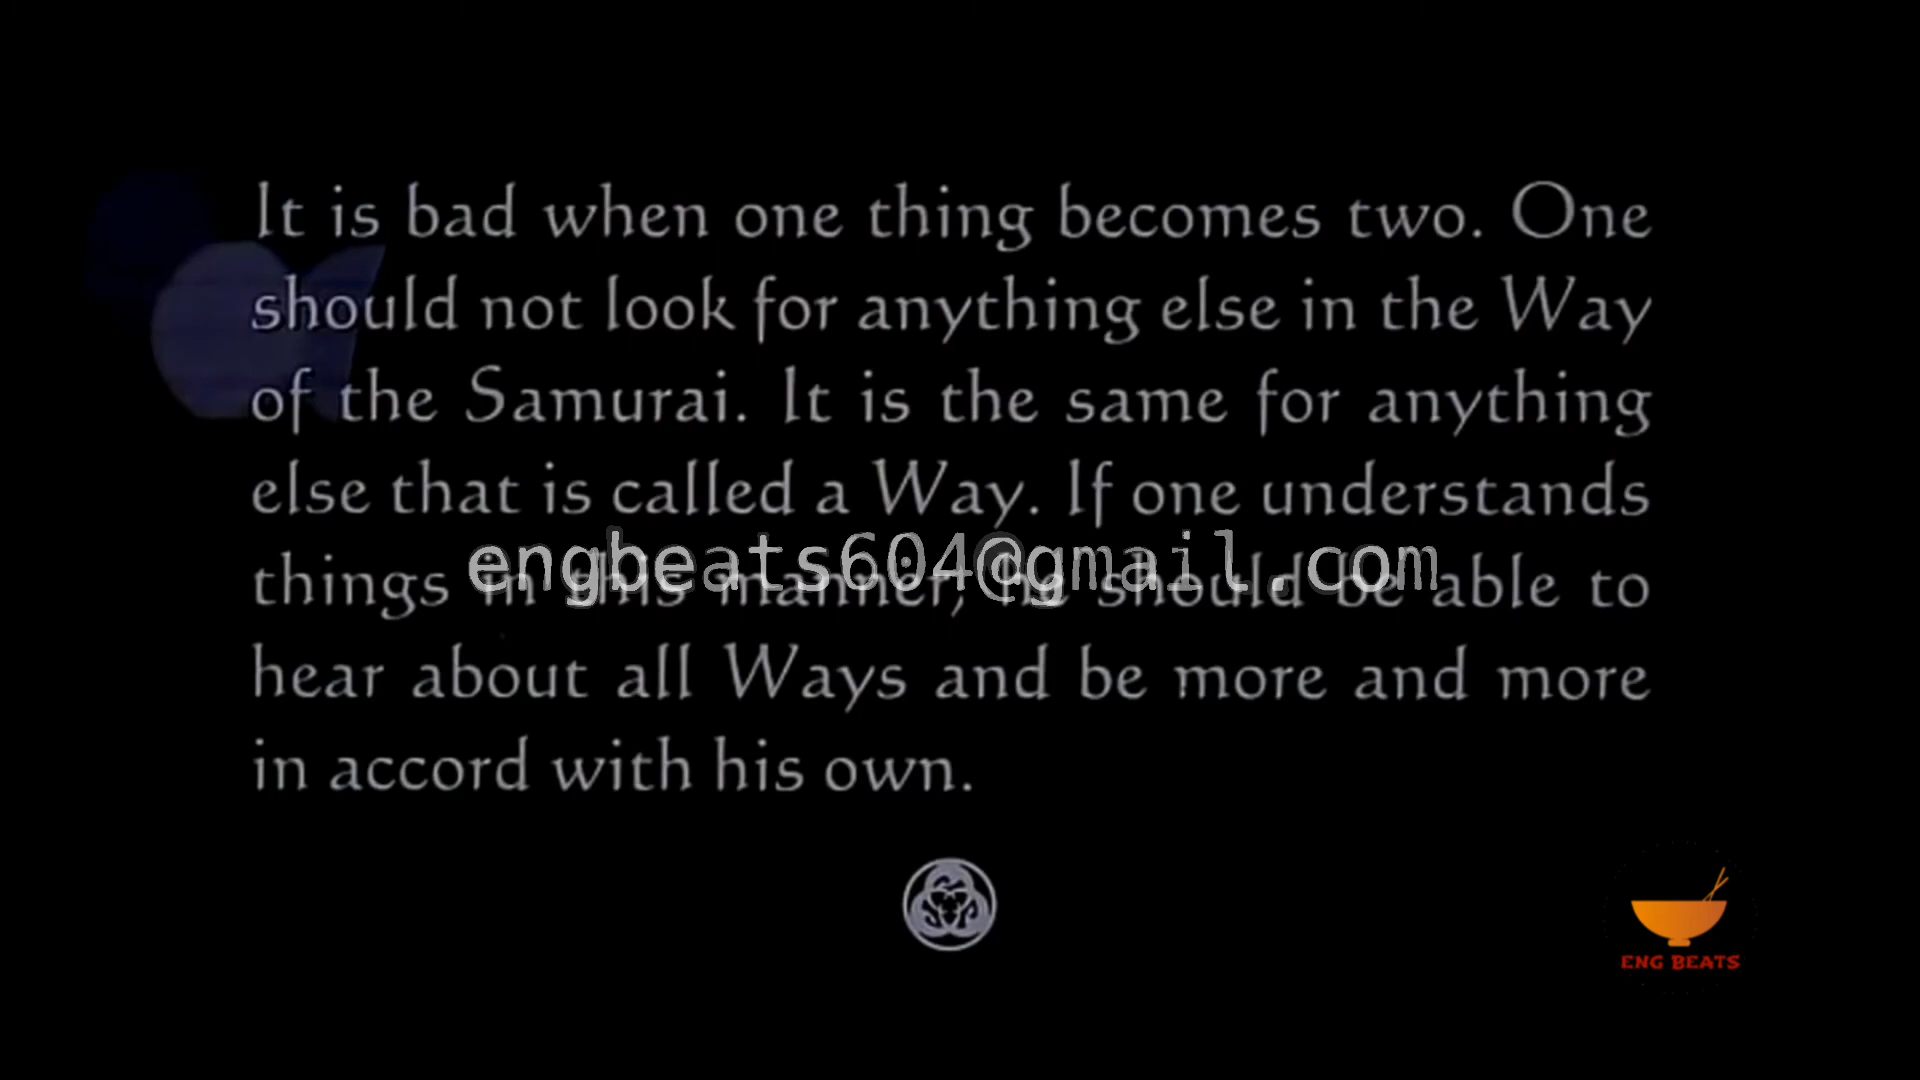 It is bad when one thing becomes two. One
should not look for anything else in the Way
of the Samurai. It is the same for anything
else that is called a Way. If one understands
engbeats604@gmail.com
things in this manner, he should be able to
hear about all Ways and be more and more
in accord with his own.
ENG BEATS